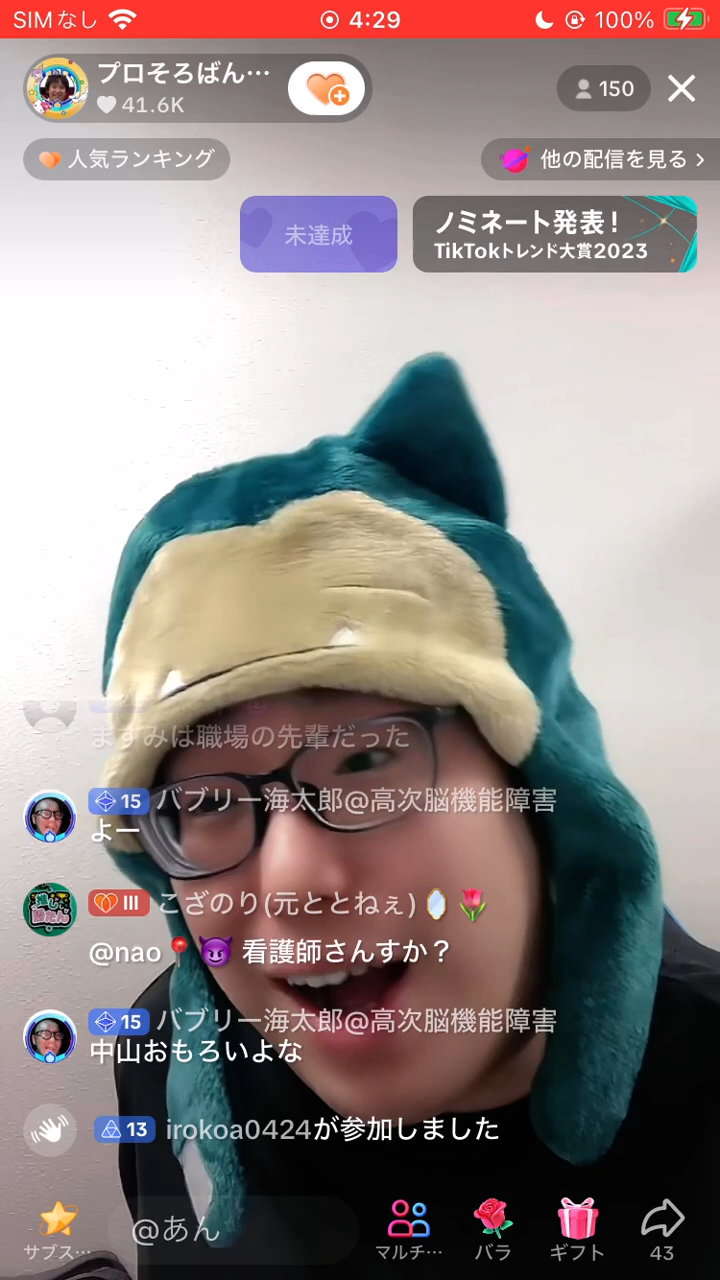 SIMなし 4:29 100%
プロそろばん…
41.6K
150
人気ランキング
他の配信を見る
未達成
ノミネート発表!
TikTokトレンド大賞2023
ますみは職場の先輩だった
15 バブリー海太郎@高次脳機能障害
よー
III こざのり(元ととねぇ)
@nao 看護師さんすか?
15 バブリー海太郎@高次脳機能障害
中山おもろいよな
13 irokoa0424が参加しました
@あん
サブス… マルチ… バラ ギフト 43